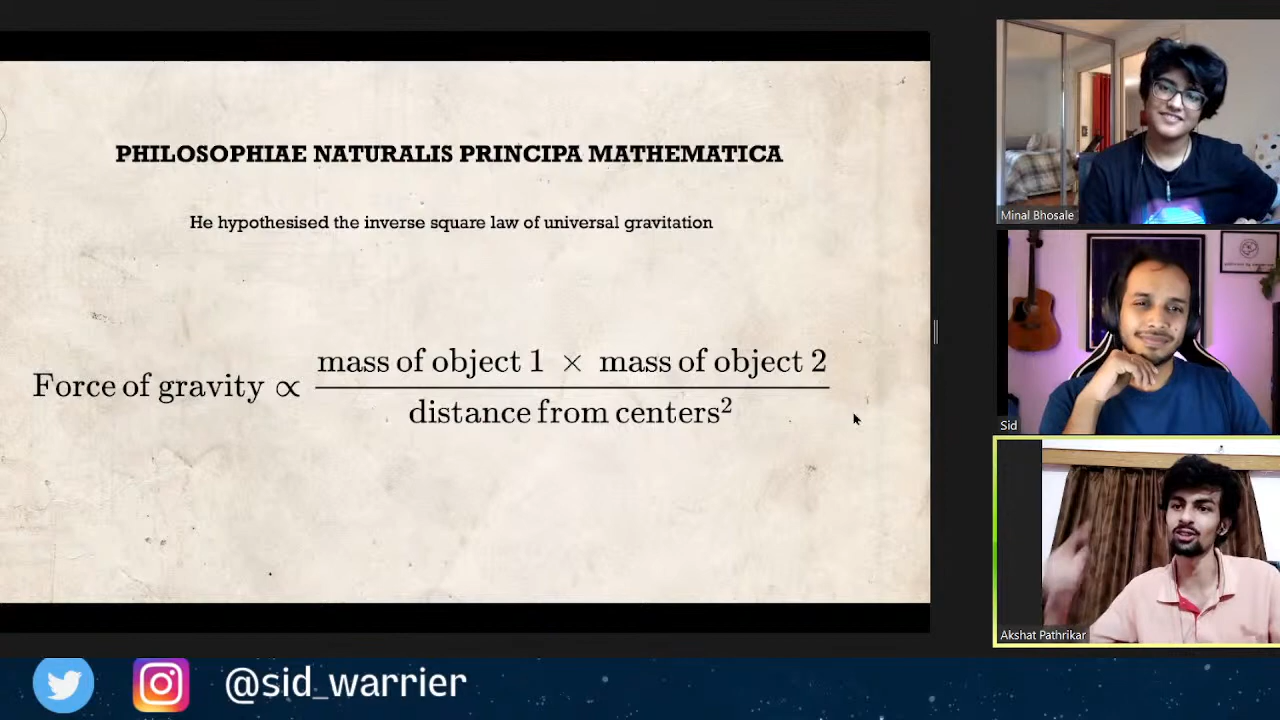 PHILOSOPHIAE NATURALIS PRINCIPA MATHEMATICA
He hypothesised the inverse square law of universal gravitation
Force of gravity ∝ mass of object 1 × mass of object 2
distance from centers²
Minal Bhosale
Sid
Akshat Pathrikar
@sid_warrier